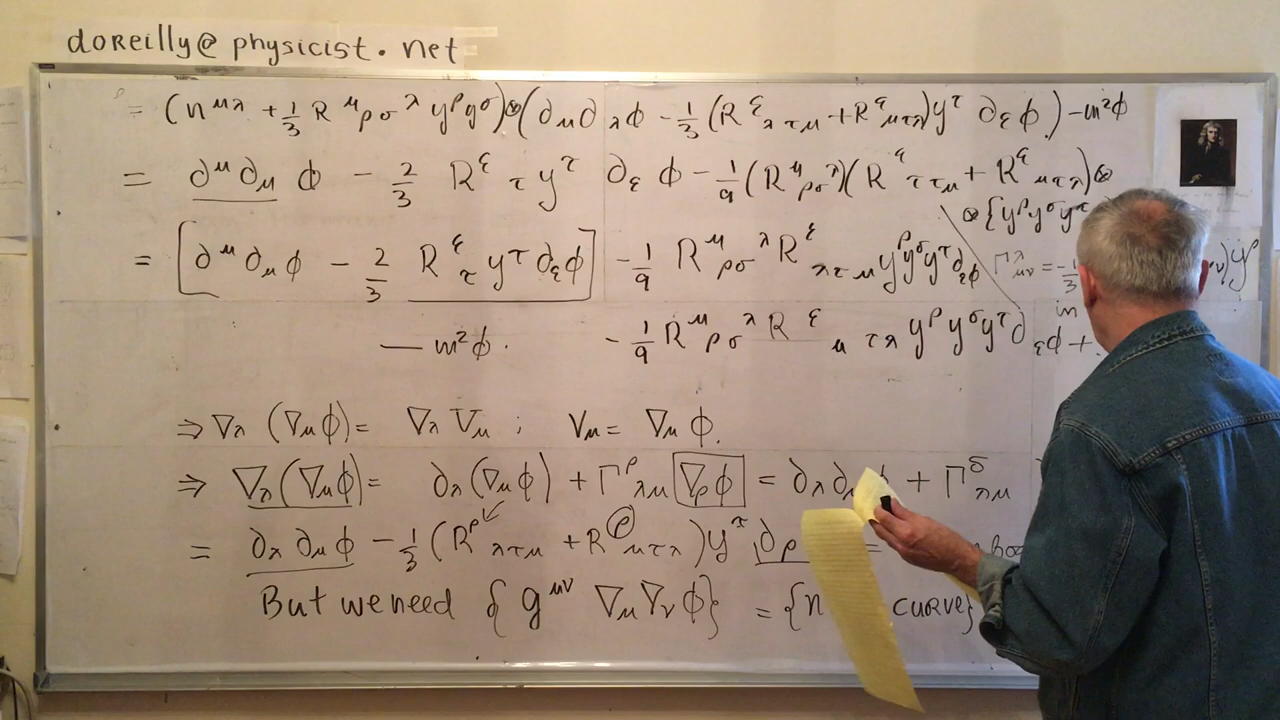 doreilly@physicist.net
= (η^{μλ} + 1/3 R^μ_{ρσ}^λ y^ρ y^σ) ⊗ (∂_μ ∂_λ φ - 1/3 (R^ε_{λτμ} + R^ε_{μτλ}) y^τ ∂_ε φ) - m²φ
= ∂^μ ∂_μ φ - 2/3 R^ε_τ y^τ ∂_ε φ - 1/9 (R^μ_{ρσ}^λ)(R^ε_{ττμ} + R^ε_{μτλ}) ⊗
⊗ {y^ρ y^σ y^τ
= [∂^μ ∂_μ φ - 2/3 R^ε_τ y^τ ∂_ε φ] - 1/9 R^μ_{ρσ}^λ R^ε_{λτμ} y^ρ y^σ y^τ ∂_ε φ
Γ^λ_{μν} = -1/3 ν) y^ρ
in
- m²φ. - 1/9 R^μ_{ρσ}^λ R^ε_{μτλ} y^ρ y^σ y^τ ∂_ε φ +
⇒ ∇_λ (∇_μ φ) = ∇_λ V_μ ; V_μ = ∇_μ φ.
⇒ ∇_λ (∇_μ φ) = ∂_λ (∇_μ φ) + Γ^ρ_{λμ} ∇_ρ φ = ∂_λ ∂_μ φ + Γ^δ_{λμ}
= ∂_λ ∂_μ φ - 1/3 (R^ρ_{λτμ} + R^ρ_{μτλ}) y^τ ∂_ρ =
But we need {g^{μν} ∇_μ ∇_ν φ} = {n curve}